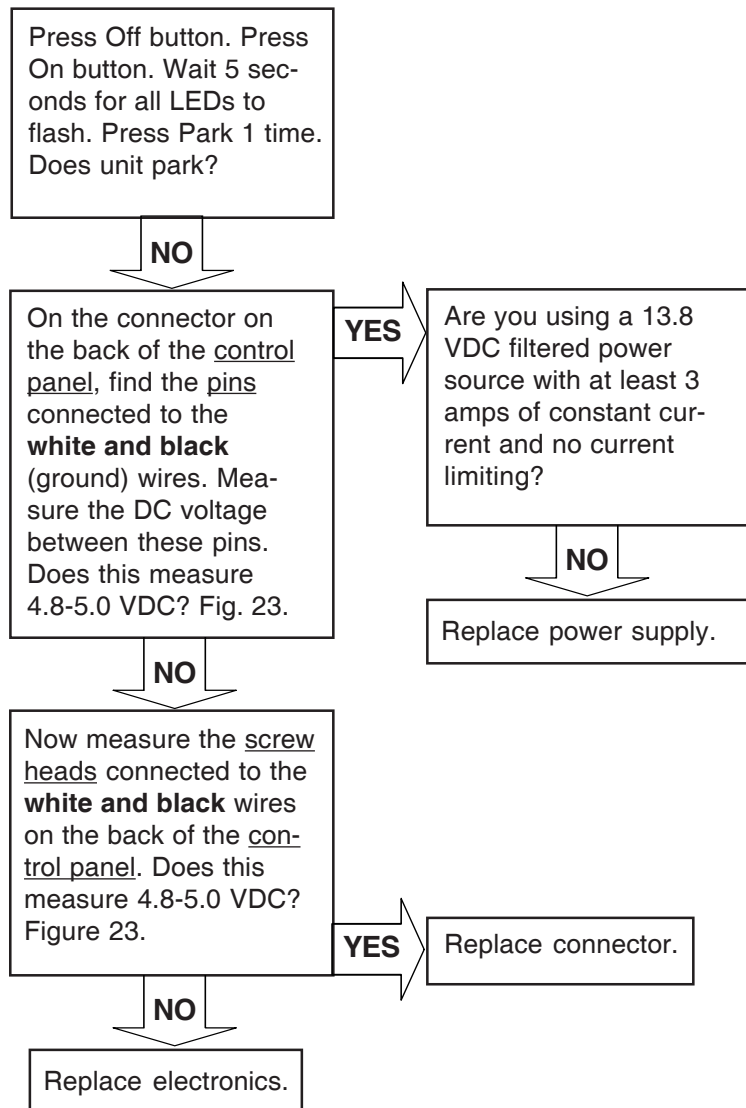 Press Off button. Press
On button. Wait 5 sec-
onds for all LEDs to
flash. Press Park 1 time.
Does unit park?
NO
On the connector on
the back of the control
panel, find the pins
connected to the
white and black
(ground) wires. Mea-
sure the DC voltage
between these pins.
Does this measure
4.8-5.0 VDC? Fig. 23.
YES
Are you using a 13.8
VDC filtered power
source with at least 3
amps of constant cur-
rent and no current
limiting?
NO
Replace power supply.
NO
Now measure the screw
heads connected to the
white and black wires
on the back of the con-
trol panel. Does this
measure 4.8-5.0 VDC?
Figure 23.
YES
Replace connector.
NO
Replace electronics.